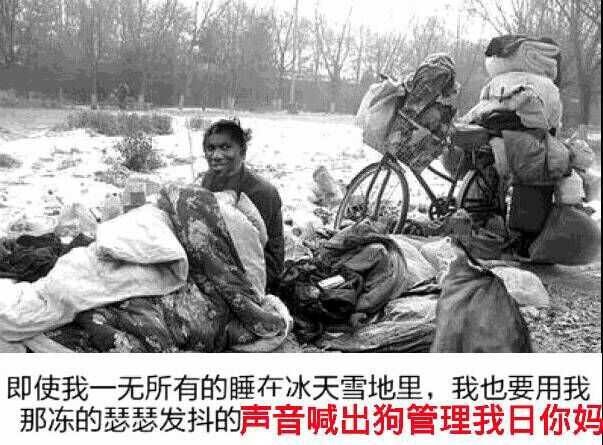 即使我一无所有的睡在冰天雪地里，我也要用我
那冻的瑟瑟发抖的声音喊出狗管理我日你妈